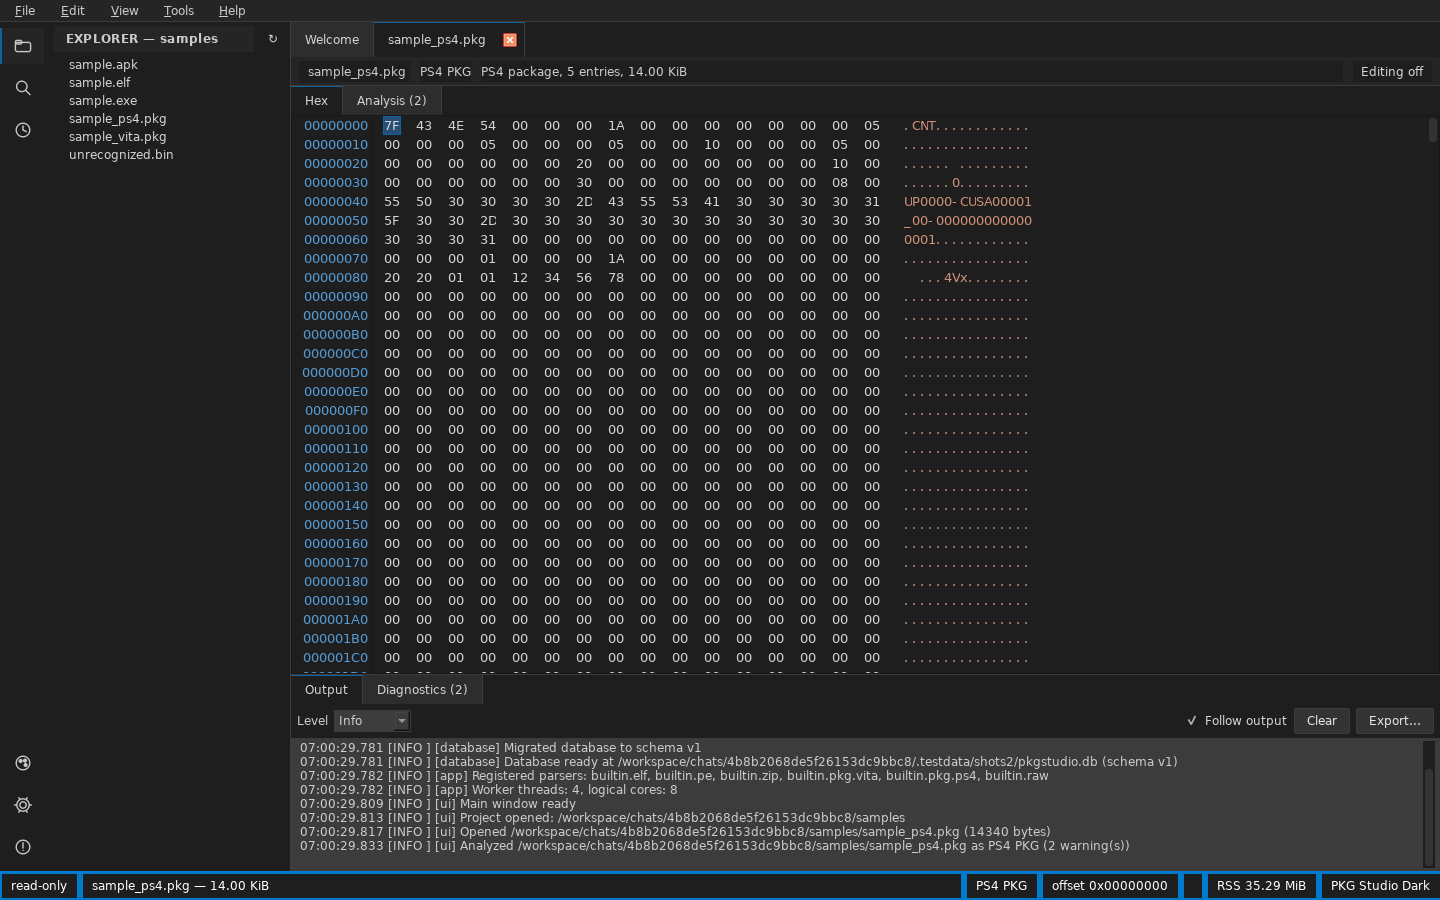 File Edit View Tools Help
EXPLORER — samples ↻
sample.apk
sample.elf
sample.exe
sample_ps4.pkg
sample_vita.pkg
unrecognized.bin
Welcome sample_ps4.pkg
sample_ps4.pkg PS4 PKG PS4 package, 5 entries, 14.00 KiB Editing off
Hex Analysis (2)
00000000 7F 43 4E 54 00 00 00 1A 00 00 00 00 00 00 00 05 .CNT............
00000010 00 00 00 05 00 00 00 05 00 00 10 00 00 00 05 00 ................
00000020 00 00 00 00 00 00 20 00 00 00 00 00 00 00 10 00 ...... .........
00000030 00 00 00 00 00 00 30 00 00 00 00 00 00 00 08 00 ......0.........
00000040 55 50 30 30 30 30 2D 43 55 53 41 30 30 30 30 31 UP0000-CUSA00001
00000050 5F 30 30 2D 30 30 30 30 30 30 30 30 30 30 30 30 _00-000000000000
00000060 30 30 30 31 00 00 00 00 00 00 00 00 00 00 00 00 0001............
00000070 00 00 00 01 00 00 00 1A 00 00 00 00 00 00 00 00 ................
00000080 20 20 01 01 12 34 56 78 00 00 00 00 00 00 00 00   ...4Vx........
00000090 00 00 00 00 00 00 00 00 00 00 00 00 00 00 00 00 ................
000000A0 00 00 00 00 00 00 00 00 00 00 00 00 00 00 00 00 ................
000000B0 00 00 00 00 00 00 00 00 00 00 00 00 00 00 00 00 ................
000000C0 00 00 00 00 00 00 00 00 00 00 00 00 00 00 00 00 ................
000000D0 00 00 00 00 00 00 00 00 00 00 00 00 00 00 00 00 ................
000000E0 00 00 00 00 00 00 00 00 00 00 00 00 00 00 00 00 ................
000000F0 00 00 00 00 00 00 00 00 00 00 00 00 00 00 00 00 ................
00000100 00 00 00 00 00 00 00 00 00 00 00 00 00 00 00 00 ................
00000110 00 00 00 00 00 00 00 00 00 00 00 00 00 00 00 00 ................
00000120 00 00 00 00 00 00 00 00 00 00 00 00 00 00 00 00 ................
00000130 00 00 00 00 00 00 00 00 00 00 00 00 00 00 00 00 ................
00000140 00 00 00 00 00 00 00 00 00 00 00 00 00 00 00 00 ................
00000150 00 00 00 00 00 00 00 00 00 00 00 00 00 00 00 00 ................
00000160 00 00 00 00 00 00 00 00 00 00 00 00 00 00 00 00 ................
00000170 00 00 00 00 00 00 00 00 00 00 00 00 00 00 00 00 ................
00000180 00 00 00 00 00 00 00 00 00 00 00 00 00 00 00 00 ................
00000190 00 00 00 00 00 00 00 00 00 00 00 00 00 00 00 00 ................
000001A0 00 00 00 00 00 00 00 00 00 00 00 00 00 00 00 00 ................
000001B0 00 00 00 00 00 00 00 00 00 00 00 00 00 00 00 00 ................
000001C0 00 00 00 00 00 00 00 00 00 00 00 00 00 00 00 00 ................
Output Diagnostics (2)
Level Info ✓ Follow output Clear Export...
07:00:29.781 [INFO ] [database] Migrated database to schema v1
07:00:29.781 [INFO ] [database] Database ready at /workspace/chats/4b8b2068de5f26153dc9bbc8/.testdata/shots2/pkgstudio.db (schema v1)
07:00:29.782 [INFO ] [app] Registered parsers: builtin.elf, builtin.pe, builtin.zip, builtin.pkg.vita, builtin.pkg.ps4, builtin.raw
07:00:29.782 [INFO ] [app] Worker threads: 4, logical cores: 8
07:00:29.809 [INFO ] [ui] Main window ready
07:00:29.813 [INFO ] [ui] Project opened: /workspace/chats/4b8b2068de5f26153dc9bbc8/samples
07:00:29.817 [INFO ] [ui] Opened /workspace/chats/4b8b2068de5f26153dc9bbc8/samples/sample_ps4.pkg (14340 bytes)
07:00:29.833 [INFO ] [ui] Analyzed /workspace/chats/4b8b2068de5f26153dc9bbc8/samples/sample_ps4.pkg as PS4 PKG (2 warning(s))
read-only sample_ps4.pkg — 14.00 KiB PS4 PKG offset 0x00000000 RSS 35.29 MiB PKG Studio Dark